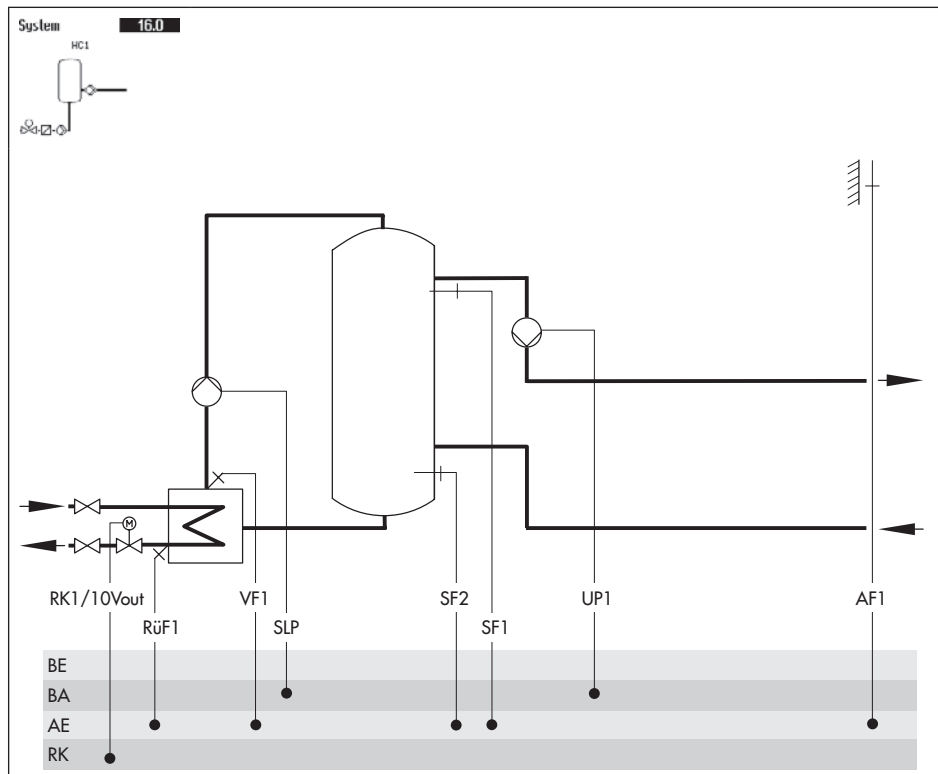 System 16.0
HC1
M
RK1/10Vout VF1 SF2 UP1 AF1
RüF1 SLP SF1
BE
BA
AE
RK